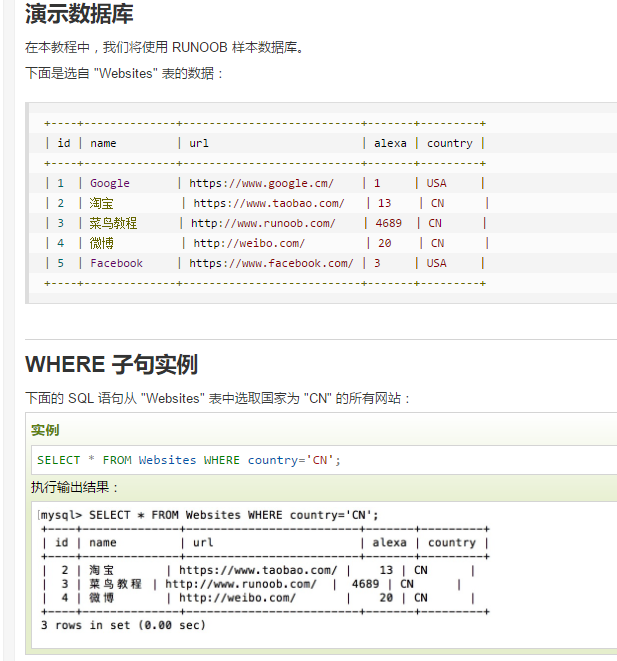 演示数据库
在本教程中，我们将使用 RUNOOB 样本数据库。
下面是选自 "Websites" 表的数据：
+----+--------------+---------------------------+-------+---------+
| id | name         | url                       | alexa | country |
+----+--------------+---------------------------+-------+---------+
| 1  | Google       | https://www.google.cm/    | 1     | USA     |
| 2  | 淘宝          | https://www.taobao.com/   | 13    | CN      |
| 3  | 菜鸟教程      | http://www.runoob.com/    | 4689  | CN      |
| 4  | 微博          | http://weibo.com/         | 20    | CN      |
| 5  | Facebook     | https://www.facebook.com/ | 3     | USA     |
+----+--------------+---------------------------+-------+---------+
WHERE 子句实例
下面的 SQL 语句从 "Websites" 表中选取国家为 "CN" 的所有网站：
实例
SELECT * FROM Websites WHERE country='CN';
执行输出结果：
mysql> SELECT * FROM Websites WHERE country='CN';
+----+--------------+---------------------------+-------+---------+
| id | name         | url                       | alexa | country |
+----+--------------+---------------------------+-------+---------+
|  2 | 淘宝       | https://www.taobao.com/ |    13 | CN      |
|  3 | 菜鸟教程 | http://www.runoob.com/  |  4689 | CN      |
|  4 | 微博       | http://weibo.com/       |    20 | CN      |
+----+--------------+---------------------------+-------+---------+
3 rows in set (0.00 sec)